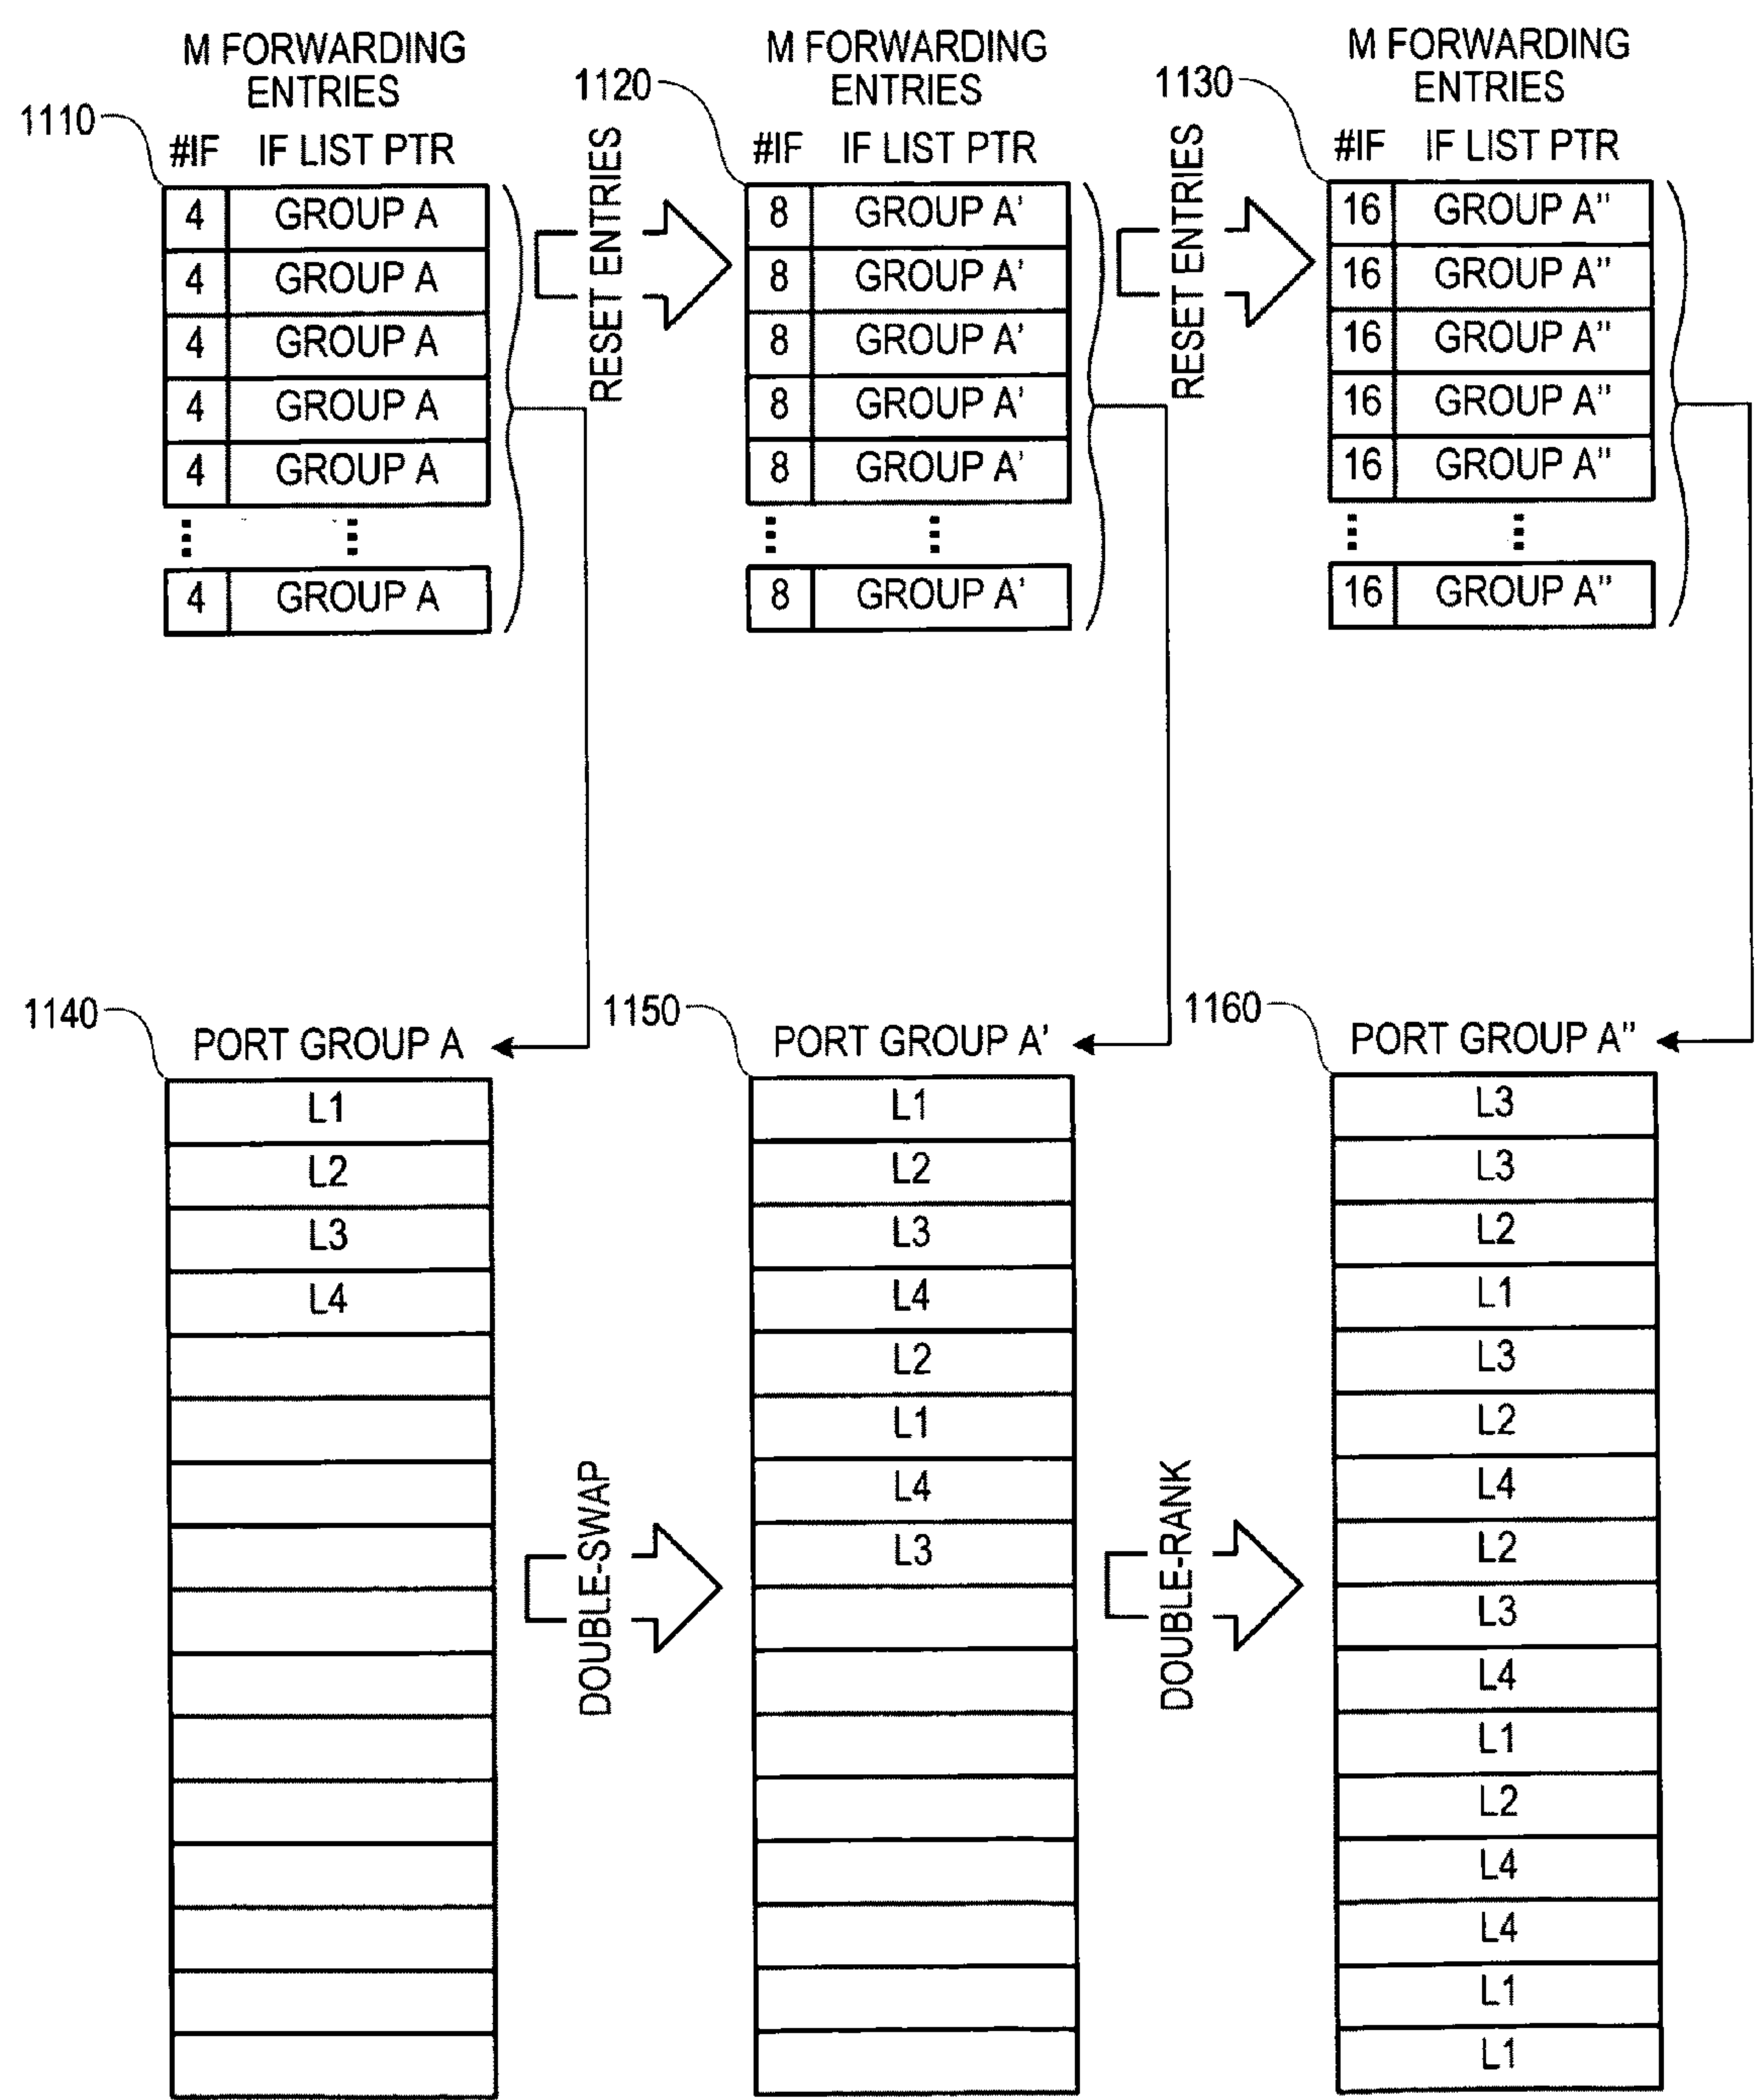 M FORWARDING
ENTRIES
1110
#IF IF LIST PTR
4 GROUP A
4 GROUP A
4 GROUP A
4 GROUP A
4 GROUP A
4 GROUP A
RESET ENTRIES
M FORWARDING
ENTRIES
1120
#IF IF LIST PTR
8 GROUP A'
8 GROUP A'
8 GROUP A'
8 GROUP A'
8 GROUP A'
8 GROUP A'
RESET ENTRIES
M FORWARDING
ENTRIES
1130
#IF IF LIST PTR
16 GROUP A"
16 GROUP A"
16 GROUP A"
16 GROUP A"
16 GROUP A"
16 GROUP A"
1140
PORT GROUP A
L1
L2
L3
L4
DOUBLE-SWAP
1150
PORT GROUP A'
L1
L2
L3
L4
L2
L1
L4
L3
DOUBLE-RANK
1160
PORT GROUP A"
L3
L3
L2
L1
L3
L2
L4
L2
L3
L4
L1
L2
L4
L4
L1
L1